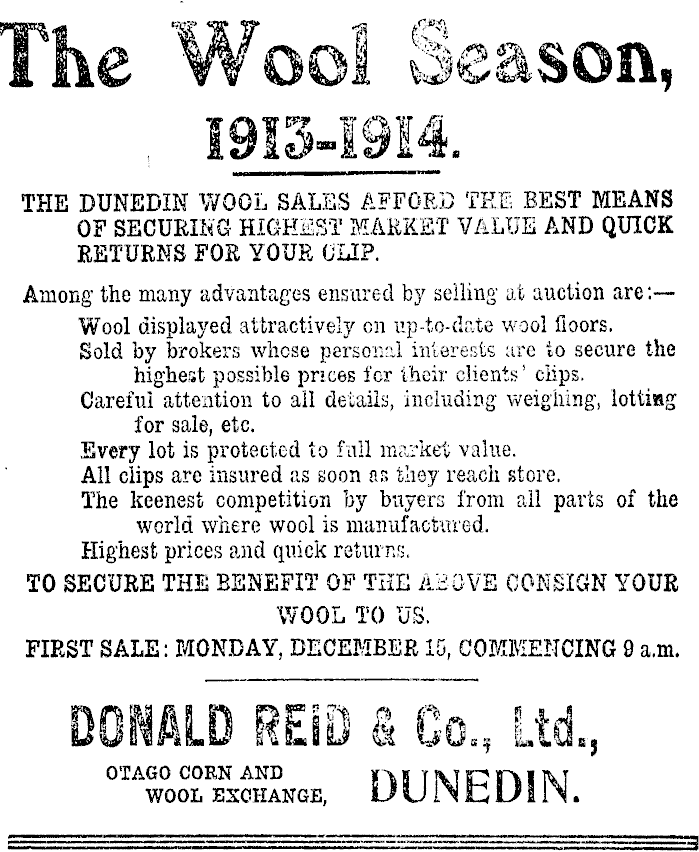 The Wool Season,
1913-1914.
THE DUNEDIN WOOL SALES AFFORD THE BEST MEANS
OF SECURING HIGHEST MARKET VALUE AND QUICK
RETURNS FOR YOUR CLIP.
Among the many advantages ensured by selling at auction are:—
Wool displayed attractively on up-to-date wool floors.
Sold by brokers whose personal interests are to secure the
highest possible prices for their clients' clips.
Careful attention to all details, including weighing, lotting
for sale, etc.
Every lot is protected to full market value.
All clips are insured as soon as they reach store.
The keenest competition by buyers from all parts of the
world where wool is manufactured.
Highest prices and quick returns.
TO SECURE THE BENEFIT OF THE ABOVE CONSIGN YOUR
WOOL TO US.
FIRST SALE: MONDAY, DECEMBER 15, COMMENCING 9 a.m.
DONALD REID & Co., Ltd.,
OTAGO CORN AND
WOOL EXCHANGE,
DUNEDIN.